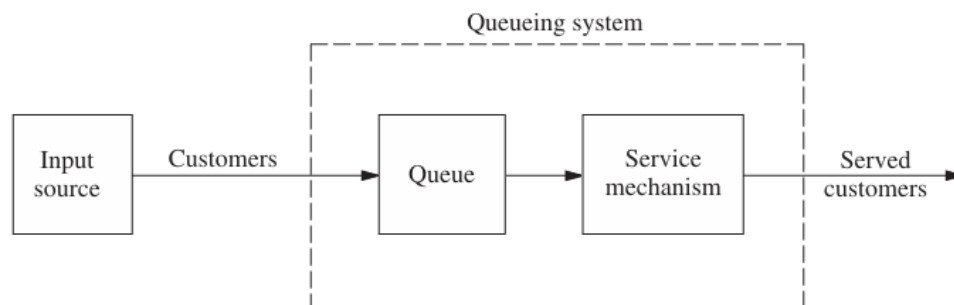 Queueing system
Input
source
Customers
Queue
Service
mechanism
Served
customers